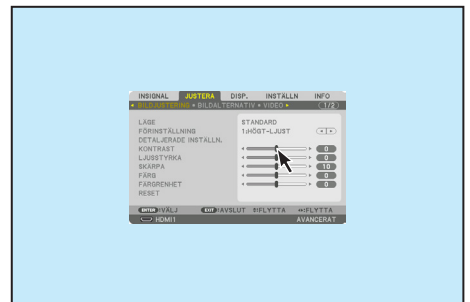 INSIGNAL JUSTERA DISP. INSTÄLLN INFO
BILDJUSTERING BILDALTERNATIV VIDEO 1/2
LÄGE STANDARD
FÖRINSTÄLLNING 1:HÖGT-LJUST
DETALJERADE INSTÄLLN.
KONTRAST 0
LJUSSTYRKA 0
SKÄRPA 10
FÄRG 0
FARGRENHET 0
RESET
ENTER :VÄLJ EXIT :AVSLUT :FLYTTA :FLYTTA
HDMI1 AVANCERAT